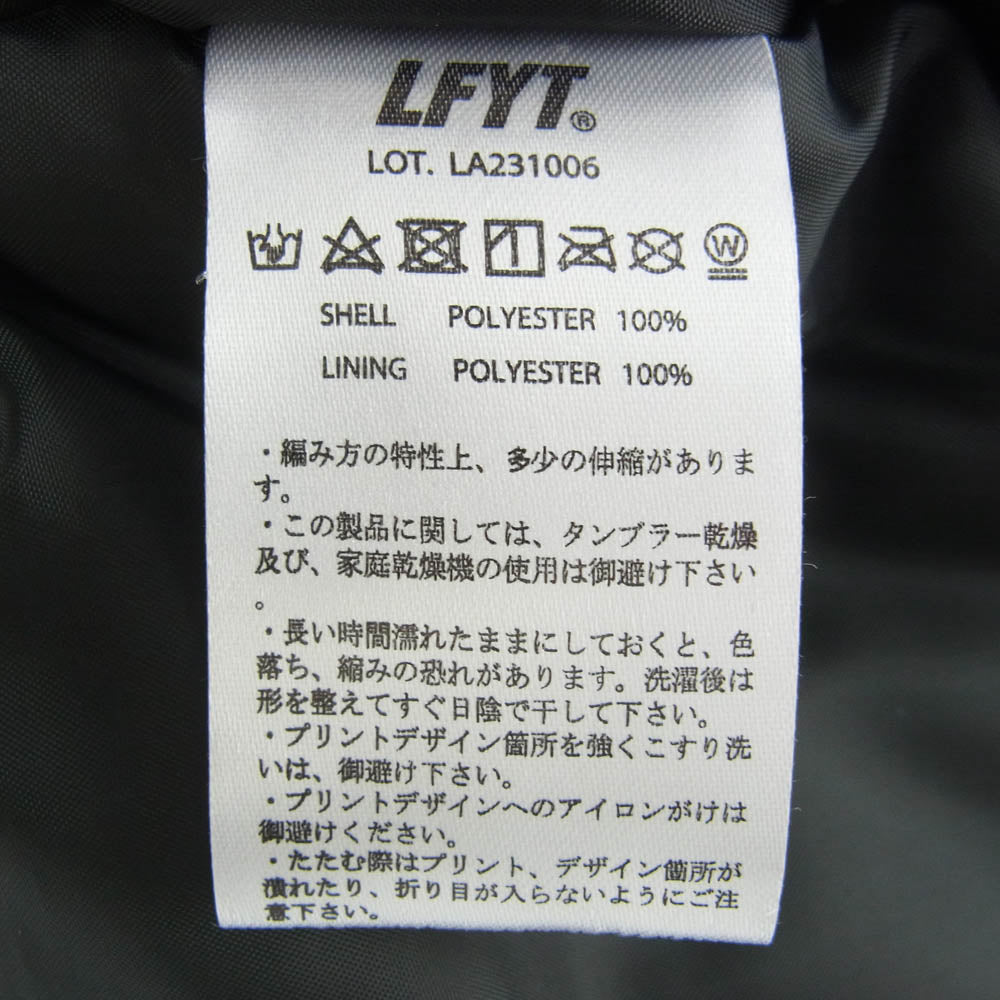 LFYT®
LOT. LA231006
W
SHELL POLYESTER 100%
LINING POLYESTER 100%
・編み方の特性上、多少の伸縮がありま
す。
・この製品に関しては、タンブラー乾燥
及び、家庭乾燥機の使用は御避け下さい
。
・長い時間濡れたままにしておくと、色
落ち、縮みの恐れがあります。洗濯後は
形を整えてすぐ日陰で干して下さい。
・プリントデザイン箇所を強くこすり洗
いは、御避け下さい。
・プリントデザインへのアイロンがけは
御避けください。
・たたむ際はプリント、デザイン箇所が
潰れたり、折り目が入らないようにご注
意下さい。